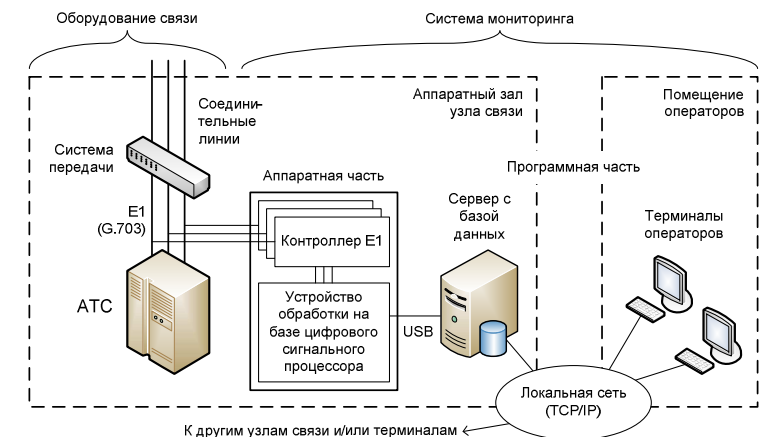 Оборудование связи
Система мониторинга
Соедини-
тельные
линии
Аппаратный зал
узла связи
Помещение
операторов
Система
передачи
Программная часть
Аппаратная часть
E1
(G.703)
Контроллер E1
Сервер с
базой
данных
Терминалы
операторов
АТС
Устройство
обработки на
базе цифрового
сигнального
процессора
USB
Локальная сеть
(TCP/IP)
К другим узлам связи и/или терминалам